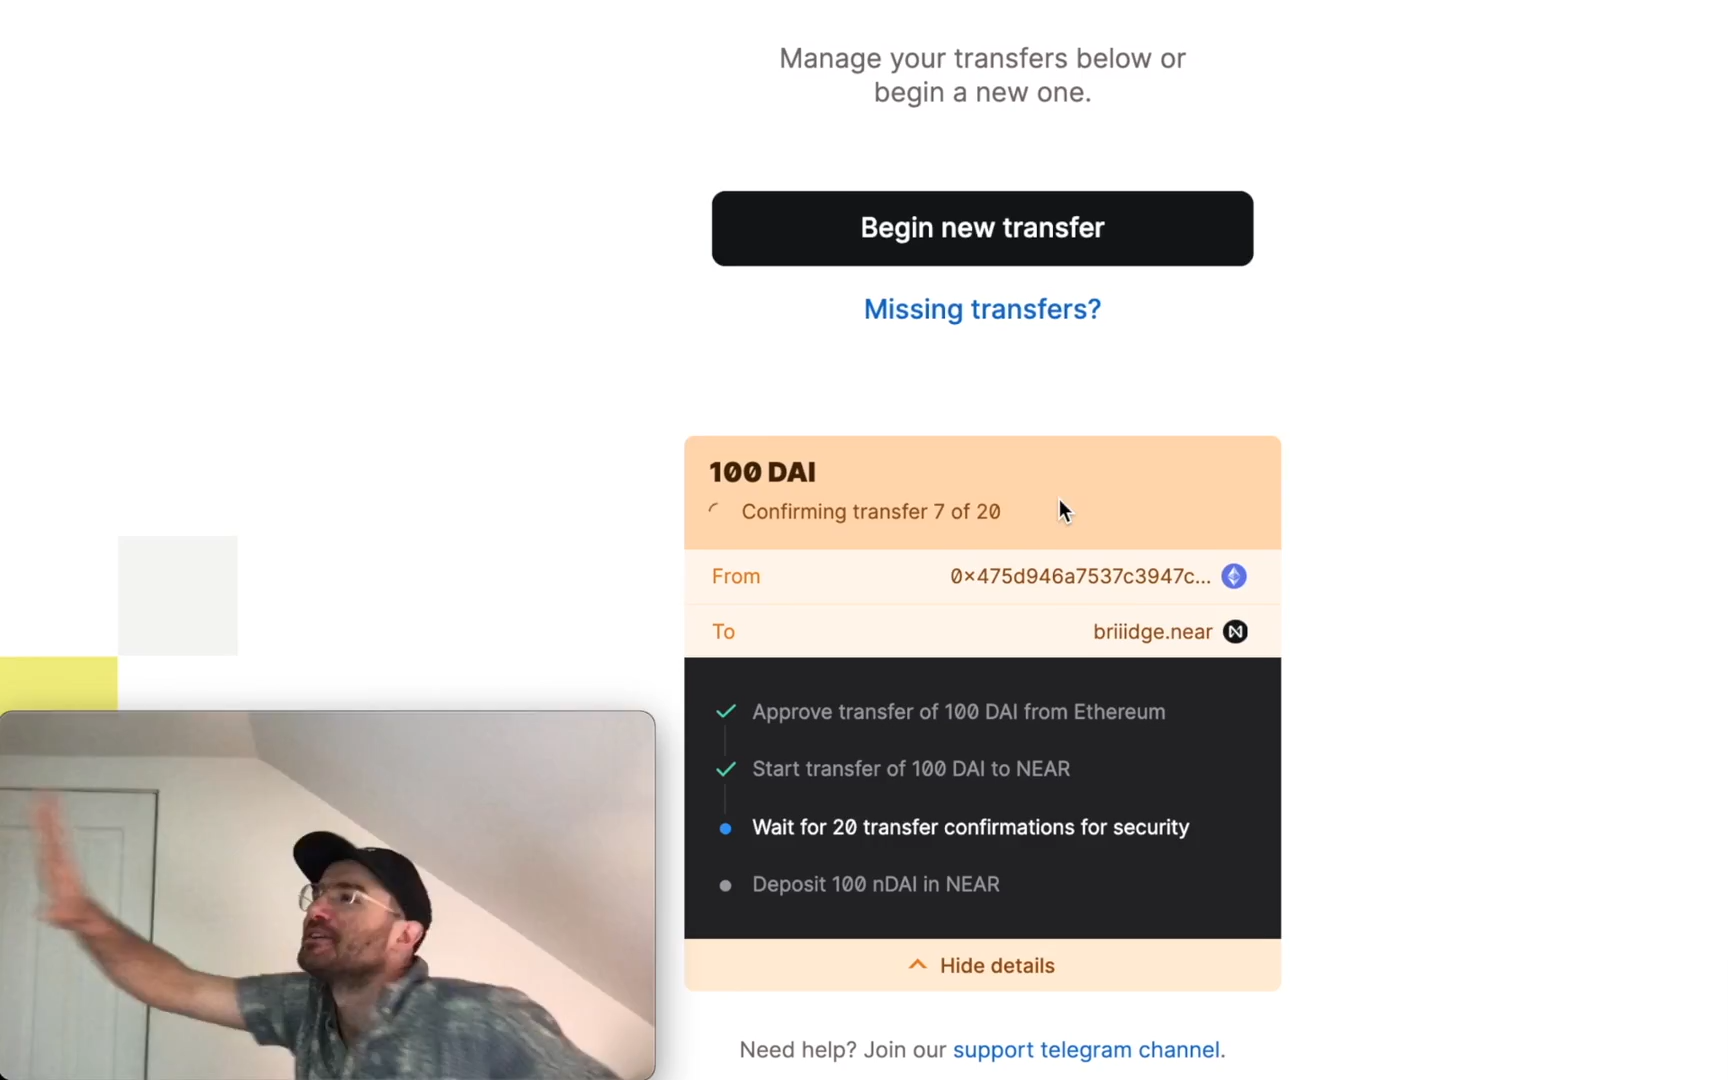 Manage your transfers below or
begin a new one.
Begin new transfer
Missing transfers?
100 DAI
Confirming transfer 7 of 20
From 0×475d946a7537c3947c...
To briiidge.near
Approve transfer of 100 DAI from Ethereum
Start transfer of 100 DAI to NEAR
Wait for 20 transfer confirmations for security
Deposit 100 nDAI in NEAR
Hide details
Need help? Join our support telegram channel.